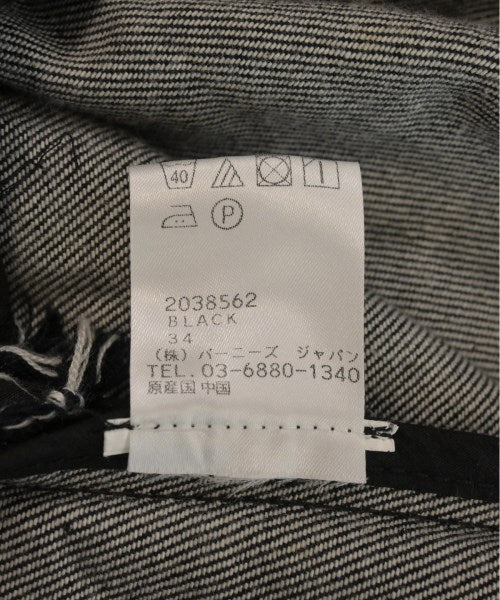 40
P
2038562
BLACK
34
(株) バーニーズ ジャパン
TEL. 03-6880-1340
原産国 中国